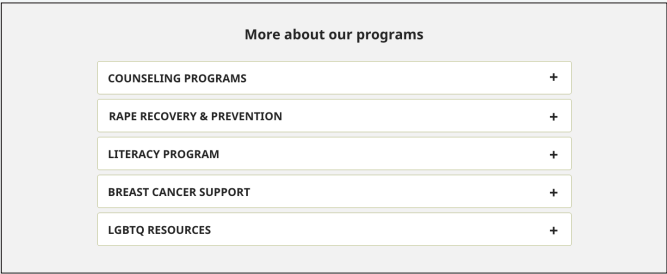 More about our programs
COUNSELING PROGRAMS +
RAPE RECOVERY & PREVENTION +
LITERACY PROGRAM +
BREAST CANCER SUPPORT +
LGBTQ RESOURCES +